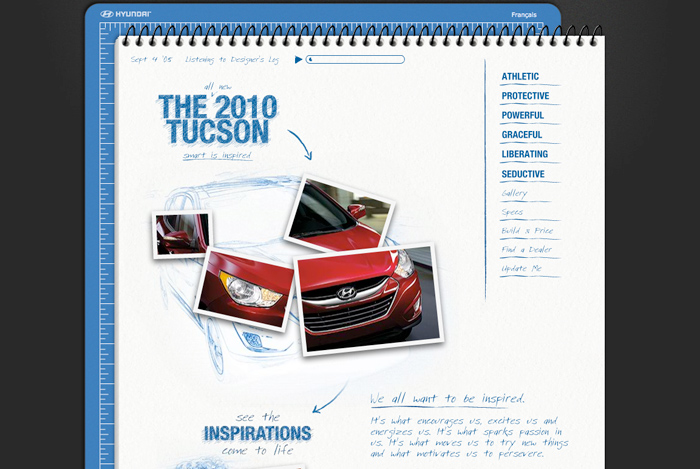 HYUNDAI
Français
Sept. 4 '08 Listening to Designer's Log
all new
THE 2010
TUCSON
smart is inspired
ATHLETIC
PROTECTIVE
POWERFUL
GRACEFUL
LIBERATING
SEDUCTIVE
Gallery
Specs
Build & Price
Find a Dealer
Update Me
We all want to be inspired.
It's what encourages us, excites us and
energizes us. It's what sparks passion in
us. It's what moves us to try new things
and what motivates us to persevere.
see the
INSPIRATIONS
come to life